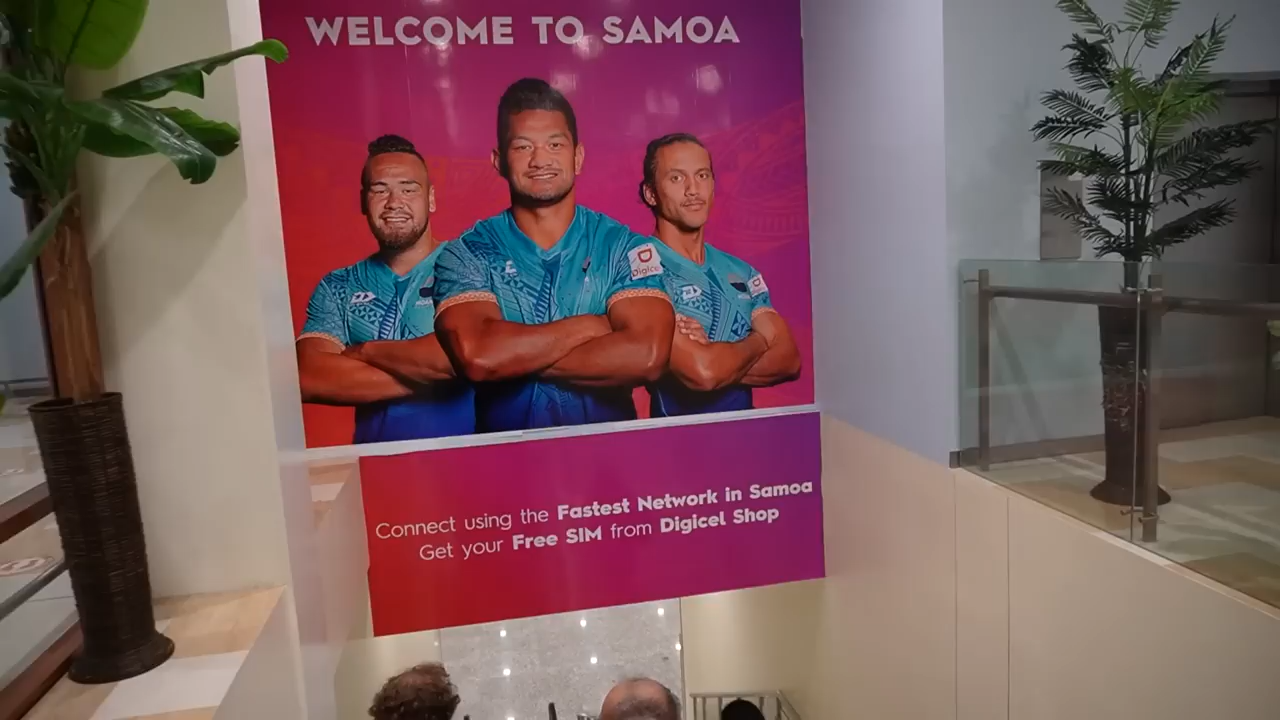 WELCOME TO SAMOA
Digicel
Connect using the Fastest Network in Samoa
Get your Free SIM from Digicel Shop